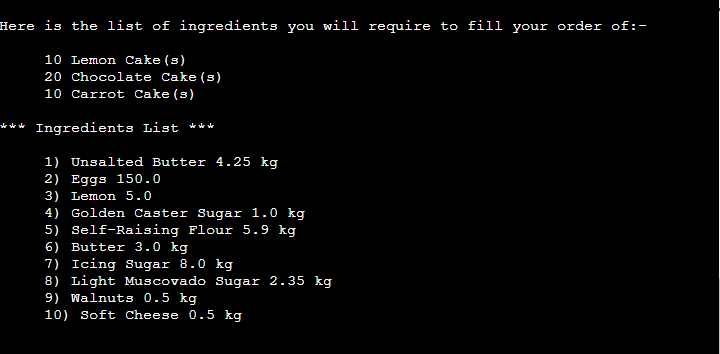 Here is the list of ingredients you will require to fill your order of:-
10 Lemon Cake(s)
20 Chocolate Cake(s)
10 Carrot Cake(s)
*** Ingredients List ***
1) Unsalted Butter 4.25 kg
2) Eggs 150.0
3) Lemon 5.0
4) Golden Caster Sugar 1.0 kg
5) Self-Raising Flour 5.9 kg
6) Butter 3.0 kg
7) Icing Sugar 8.0 kg
8) Light Muscovado Sugar 2.35 kg
9) Walnuts 0.5 kg
10) Soft Cheese 0.5 kg